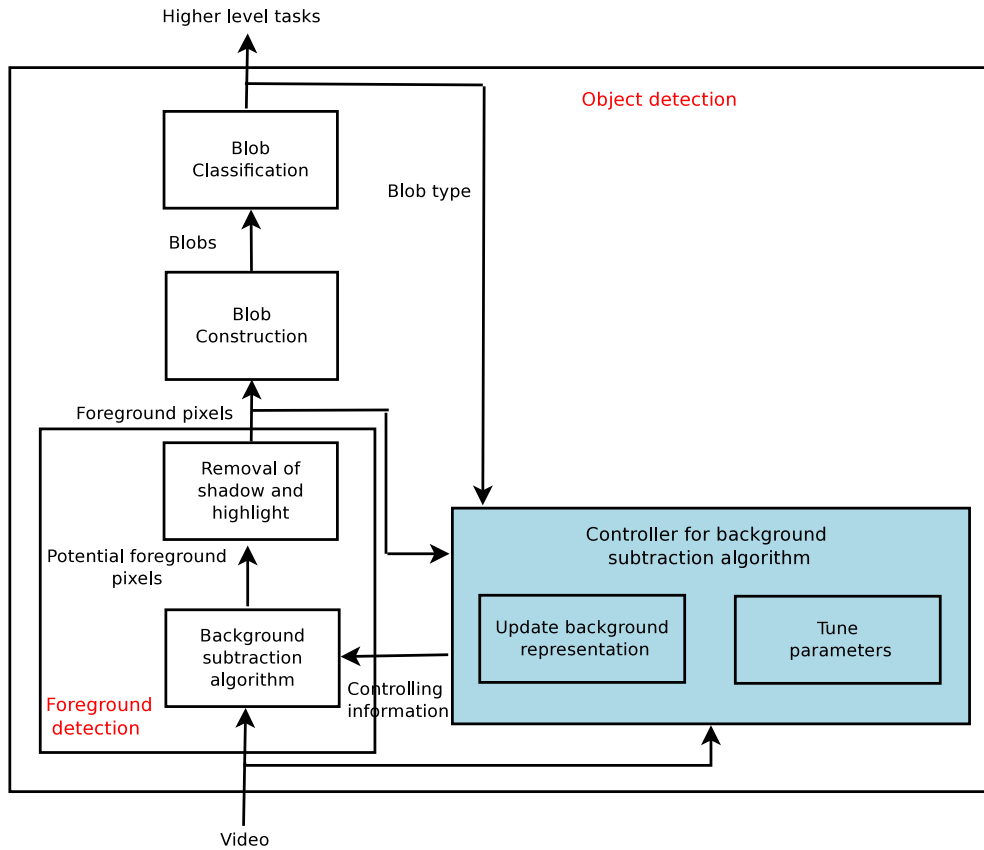 Higher level tasks
Object detection
Blob
Classification
Blob type
Blobs
Blob
Construction
Foreground pixels
Removal of
shadow and
highlight
Potential foreground
pixels
Controller for background
subtraction algorithm
Update background
representation
Tune
parameters
Background
subtraction
algorithm
Controlling
information
Foreground
detection
Video